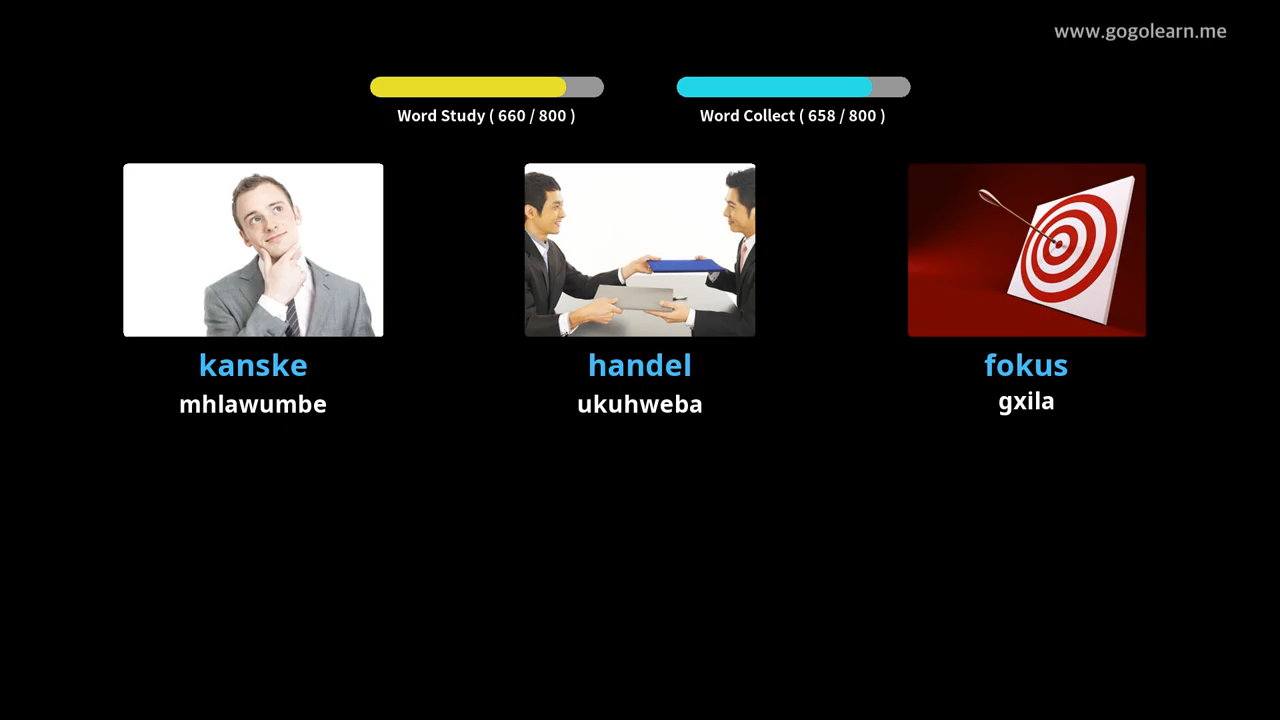 www.gogolearn.me
Word Study ( 660 / 800 )
Word Collect ( 658 / 800 )
kanske
mhlawumbe
handel
ukuhweba
fokus
gxila